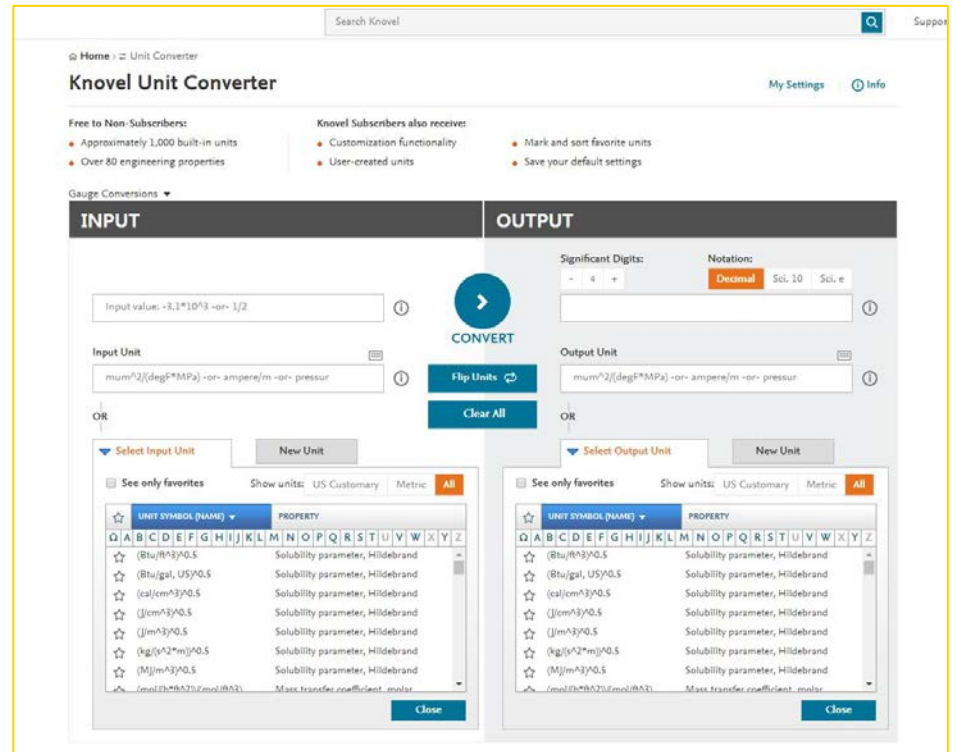 Search Knovel
Suppor
Home › Unit Converter
Knovel Unit Converter
My Settings
Info
Free to Non-Subscribers:
Knovel Subscribers also receive:
Approximately 1,000 built-in units
Customization functionality
Mark and sort favorite units
Over 80 engineering properties
User-created units
Save your default settings
Gauge Conversions
INPUT
OUTPUT
Significant Digits:
Notation:
- 4 +
Decimal Sci. 10 Sci. e
Input value: -3.1*10^3 -or- 1/2
CONVERT
Input Unit
Output Unit
mum^2/(degF*MPa) -or- ampere/m -or- pressur
Flip Units
mum^2/(degF*MPa) -or- ampere/m -or- pressur
OR
Clear All
OR
Select Input Unit
New Unit
Select Output Unit
New Unit
See only favorites
Show units: US Customary Metric All
See only favorites
Show units: US Customary Metric All
UNIT SYMBOL (NAME) PROPERTY
UNIT SYMBOL (NAME) PROPERTY
Ω A B C D E F G H I J K L M N O P Q R S T U V W X Y Z
Ω A B C D E F G H I J K L M N O P Q R S T U V W X Y Z
(Btu/ft^3)^0.5 Solubility parameter, Hildebrand
(Btu/ft^3)^0.5 Solubility parameter, Hildebrand
(Btu/gal, US)^0.5 Solubility parameter, Hildebrand
(Btu/gal, US)^0.5 Solubility parameter, Hildebrand
(cal/cm^3)^0.5 Solubility parameter, Hildebrand
(cal/cm^3)^0.5 Solubility parameter, Hildebrand
(J/cm^3)^0.5 Solubility parameter, Hildebrand
(J/cm^3)^0.5 Solubility parameter, Hildebrand
(J/m^3)^0.5 Solubility parameter, Hildebrand
(J/m^3)^0.5 Solubility parameter, Hildebrand
(kg/(s^2*m))^0.5 Solubility parameter, Hildebrand
(kg/(s^2*m))^0.5 Solubility parameter, Hildebrand
(MJ/m^3)^0.5 Solubility parameter, Hildebrand
(MJ/m^3)^0.5 Solubility parameter, Hildebrand
(mol/(h*ft^2))/(mol/ft^3) Mass transfer coefficient, molar
(mol/(h*ft^2))/(mol/ft^3) Mass transfer coefficient, molar
Close
Close